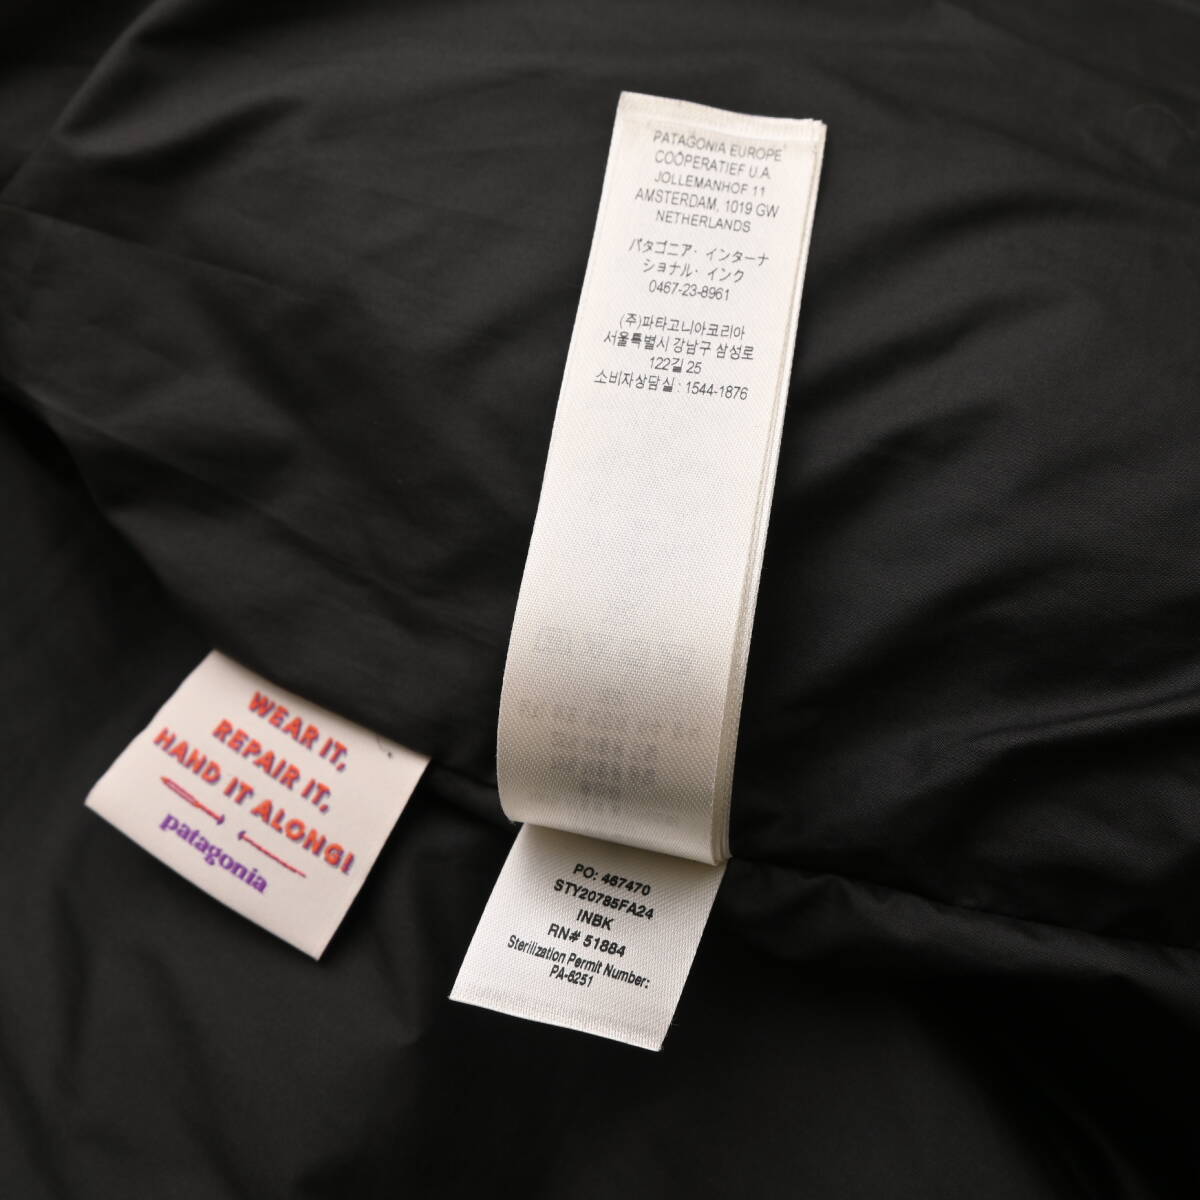 PATAGONIA EUROPE
COÖPERATIEF U.A.
JOLLEMANHOF 11
AMSTERDAM, 1019 GW
NETHERLANDS
パタゴニア・インターナ
ショナル・インク
0467-23-8961
(주)파타고니아코리아
서울특별시 강남구 삼성로
122길 25
소비자상담실 : 1544-1876
WEAR IT,
REPAIR IT,
HAND IT ALONG!
patagonia
PO: 467470
STY20785FA24
INBK
RN# 51884
Sterilization Permit Number:
PA-6251